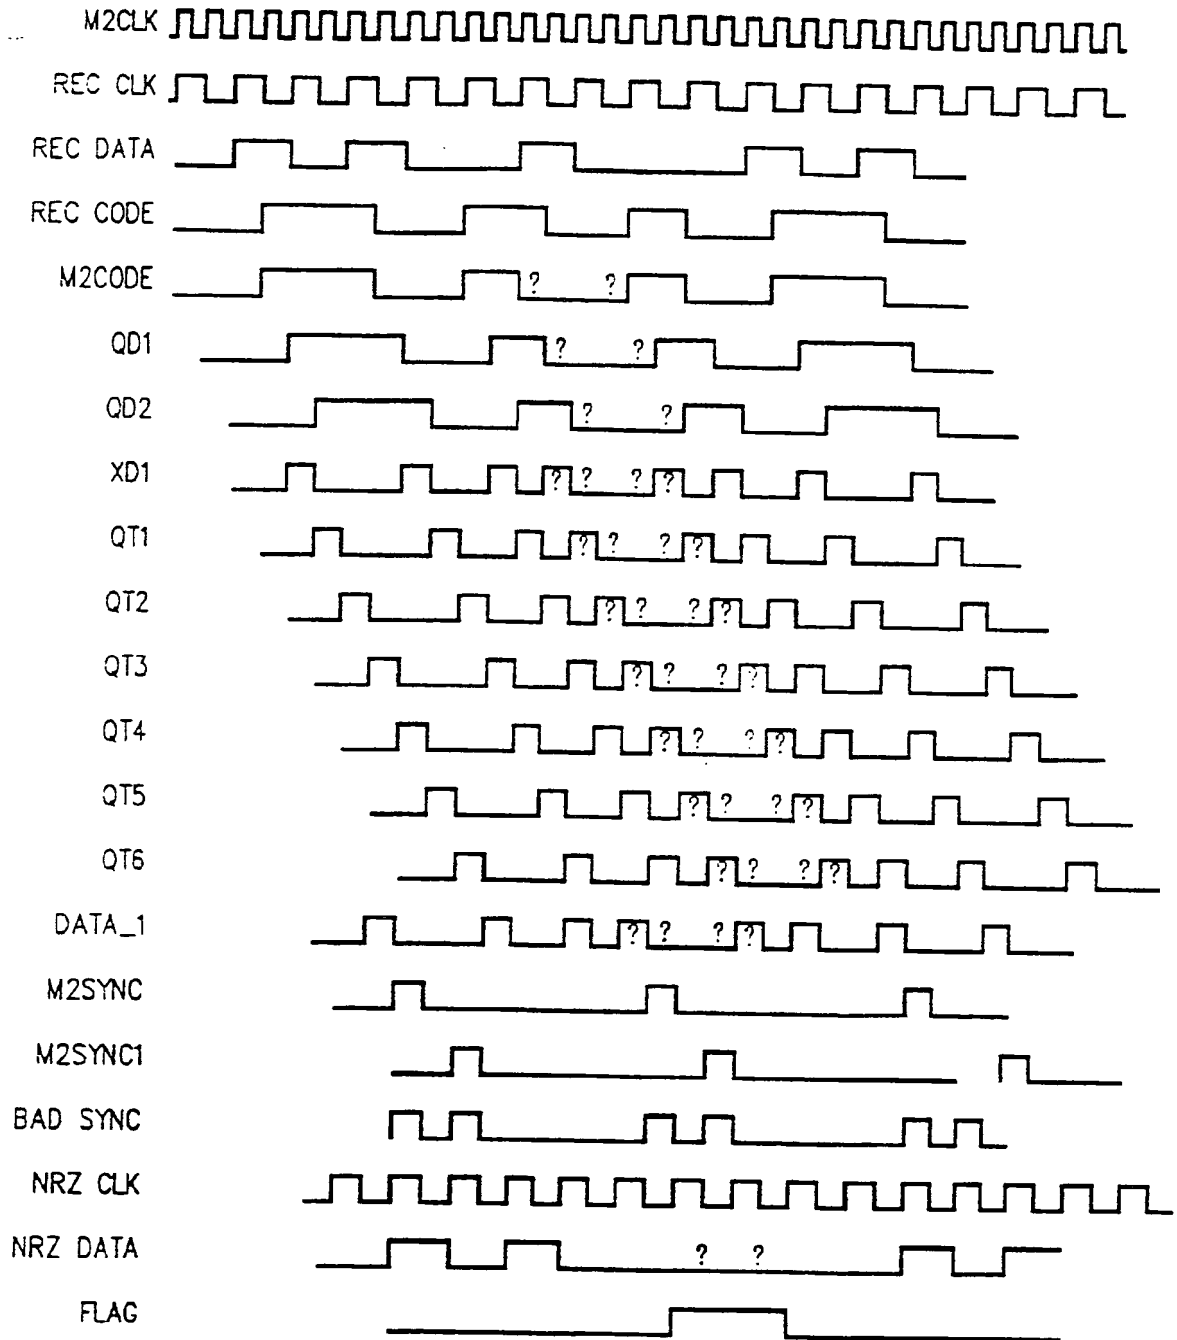 M2CLK
REC CLK
REC DATA
REC CODE
M2CODE ? ?
QD1 ? ?
QD2 ? ?
XD1 ? ? ? ?
QT1 ? ? ? ?
QT2 ? ? ? ?
QT3 ? ? ? ?
QT4 ? ? ? ?
QT5 ? ? ? ?
QT6 ? ? ? ?
DATA_1 ? ? ? ?
M2SYNC
M2SYNC1
BAD SYNC
NRZ CLK
NRZ DATA ? ?
FLAG